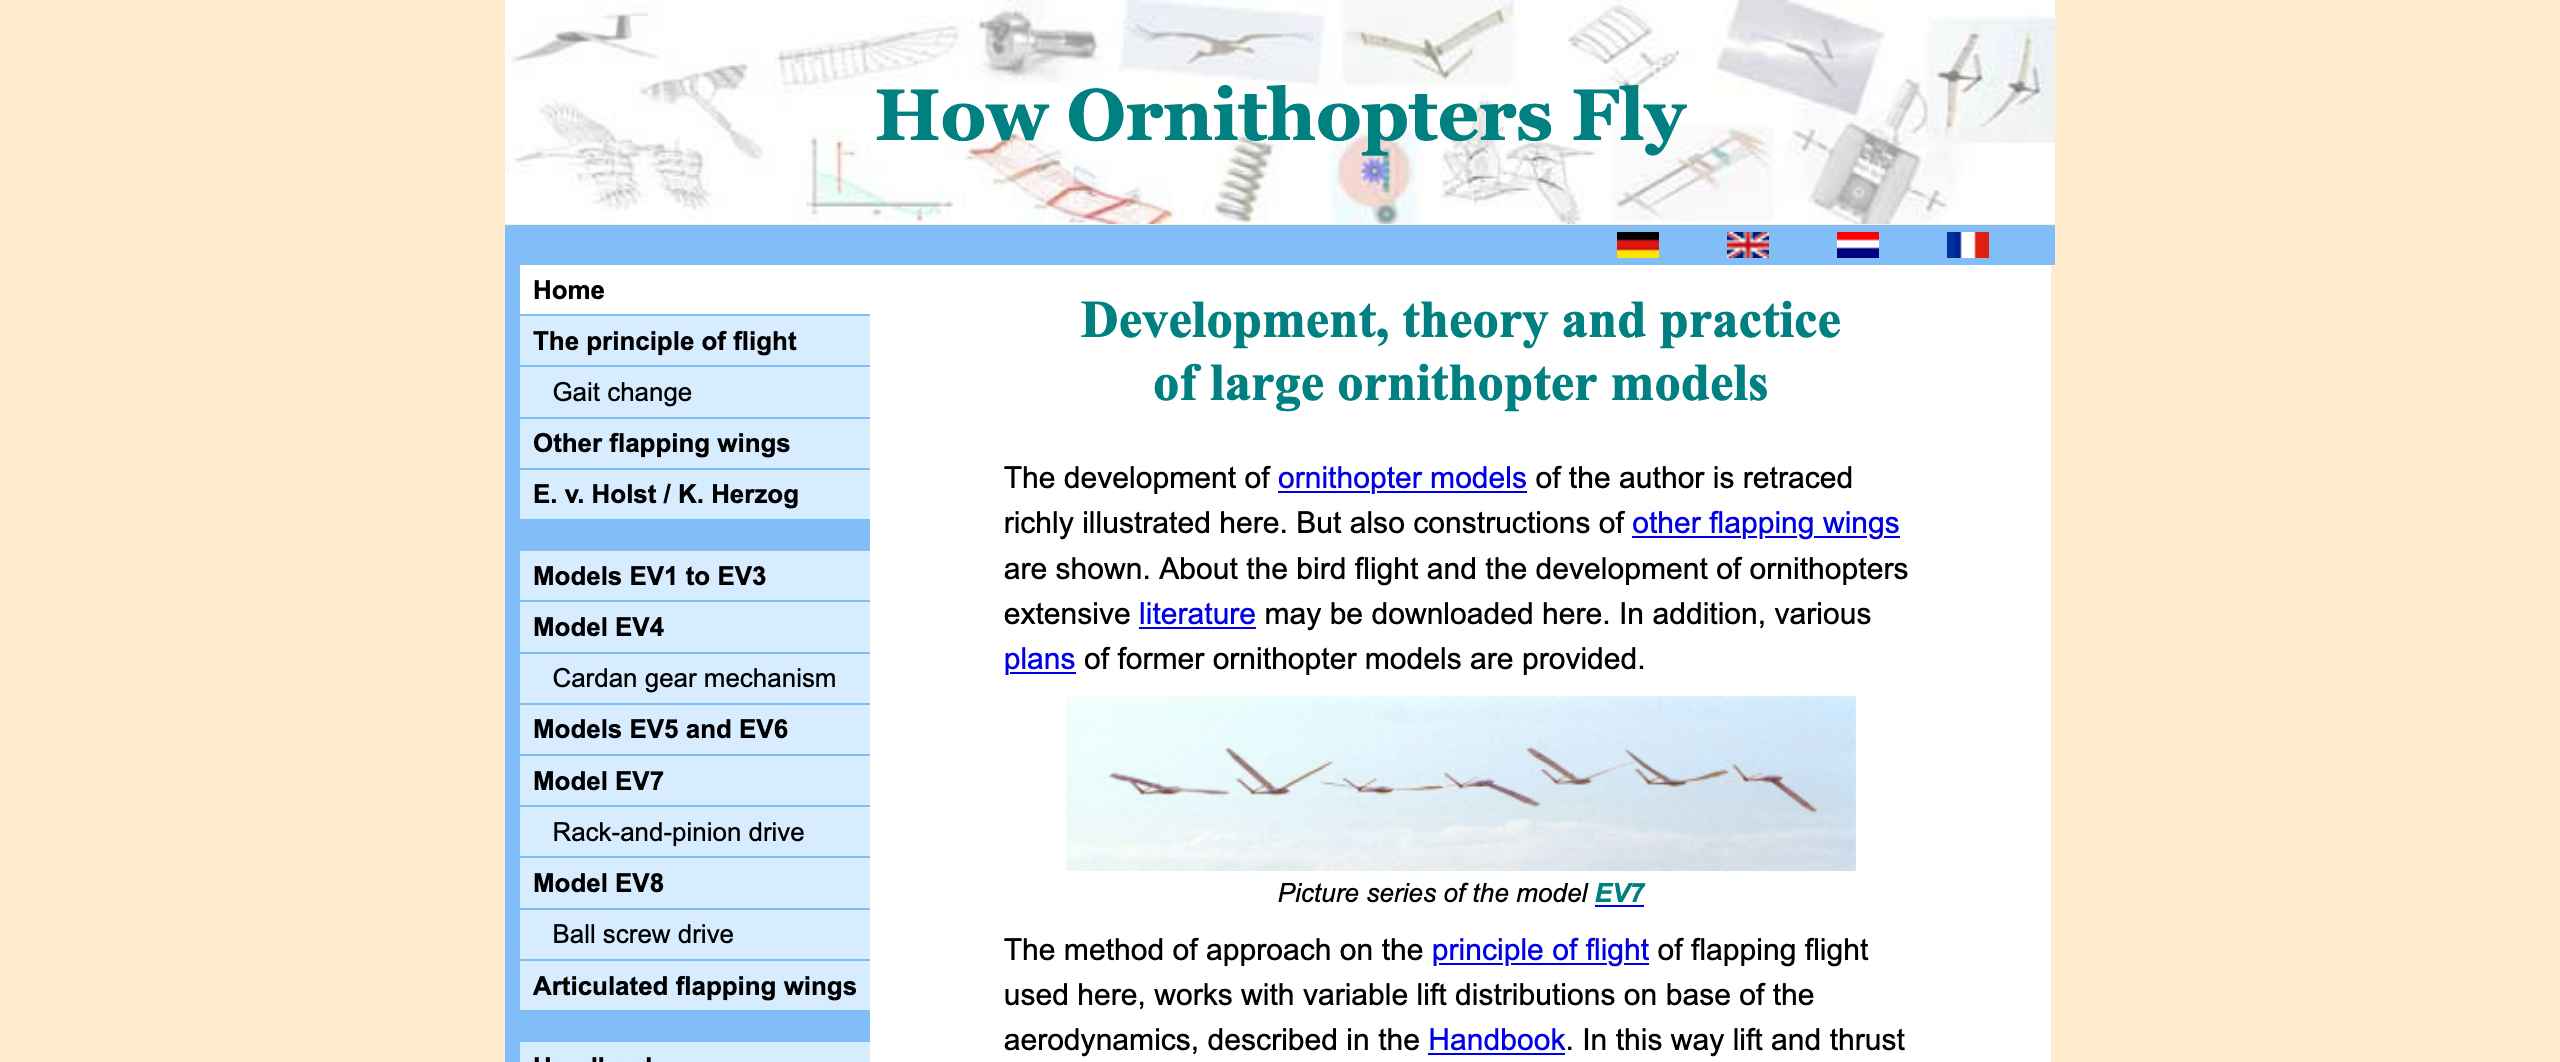 How Ornithopters Fly
Home
The principle of flight
Gait change
Other flapping wings
E. v. Holst / K. Herzog
Models EV1 to EV3
Model EV4
Cardan gear mechanism
Models EV5 and EV6
Model EV7
Rack-and-pinion drive
Model EV8
Ball screw drive
Articulated flapping wings
Development, theory and practice
of large ornithopter models
The development of ornithopter models of the author is retraced
richly illustrated here. But also constructions of other flapping wings
are shown. About the bird flight and the development of ornithopters
extensive literature may be downloaded here. In addition, various
plans of former ornithopter models are provided.
Picture series of the model EV7
The method of approach on the principle of flight of flapping flight
used here, works with variable lift distributions on base of the
aerodynamics, described in the Handbook. In this way lift and thrust